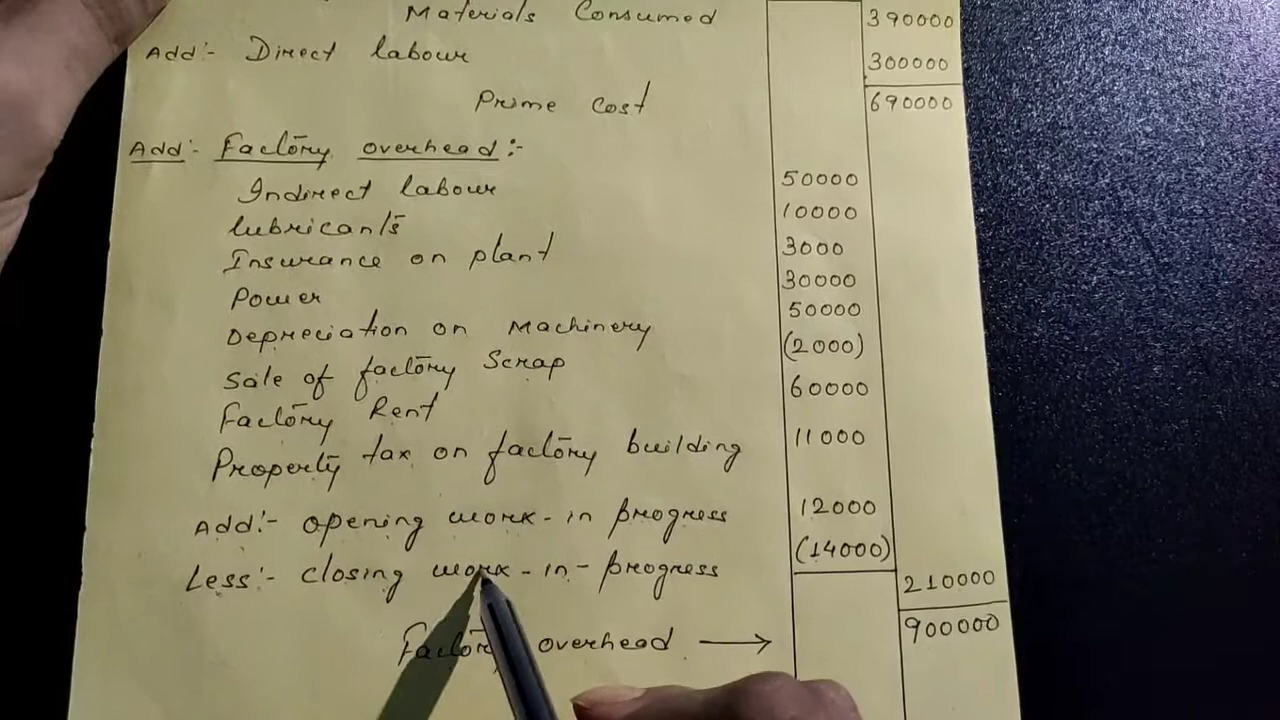 Materials Consumed 390000
Add:- Direct labour 300000
Prime Cost 690000
Add:- Factory overhead:-
Indirect labour 50000
lubricants 10000
Insurance on plant 3000
Power 30000
Depreciation on Machinery 50000
Sale of factory Scrap (2000)
Factory Rent 60000
Property tax on factory building 11000
Add:- opening work-in progress 12000
Less:- closing work-in-progress (14000)
210000
Factory overhead → 900000